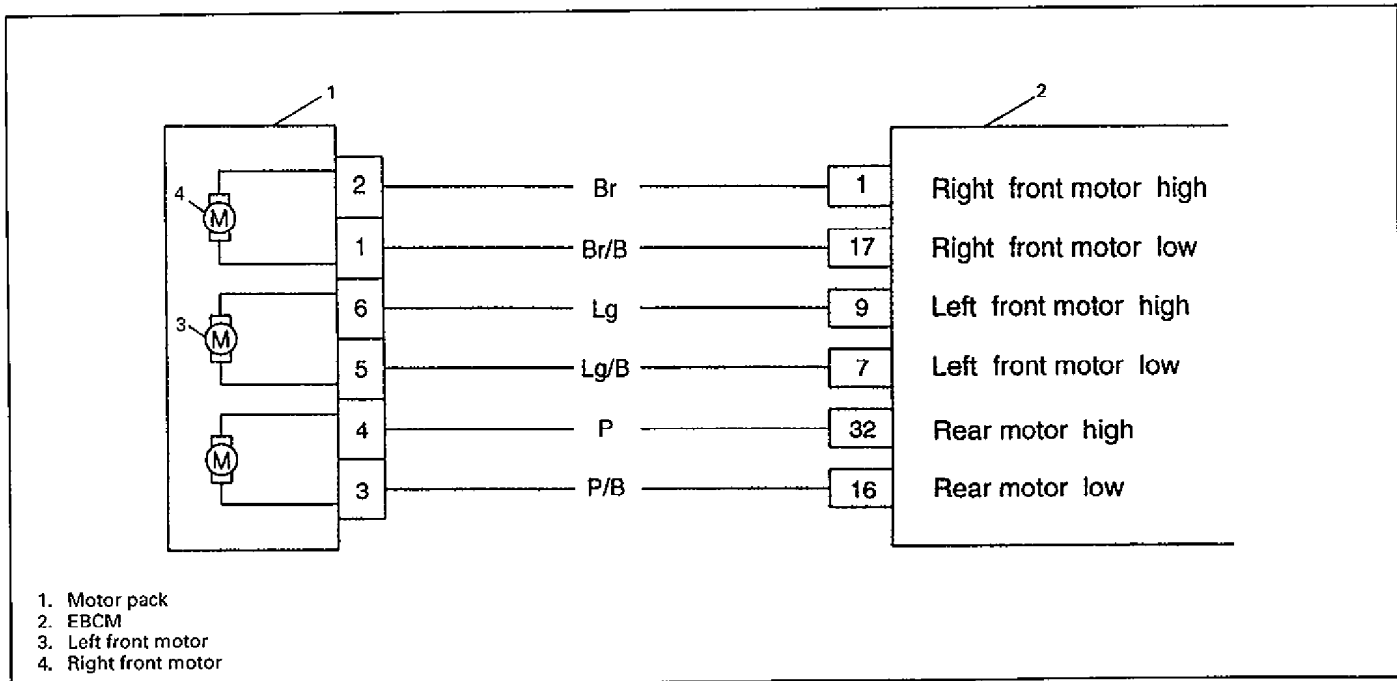 1 2
2 Br 1 Right front motor high
4 M
1 Br/B 17 Right front motor low
6 Lg 9 Left front motor high
3 M
5 Lg/B 7 Left front motor low
4 P 32 Rear motor high
M
3 P/B 16 Rear motor low
1. Motor pack
2. EBCM
3. Left front motor
4. Right front motor